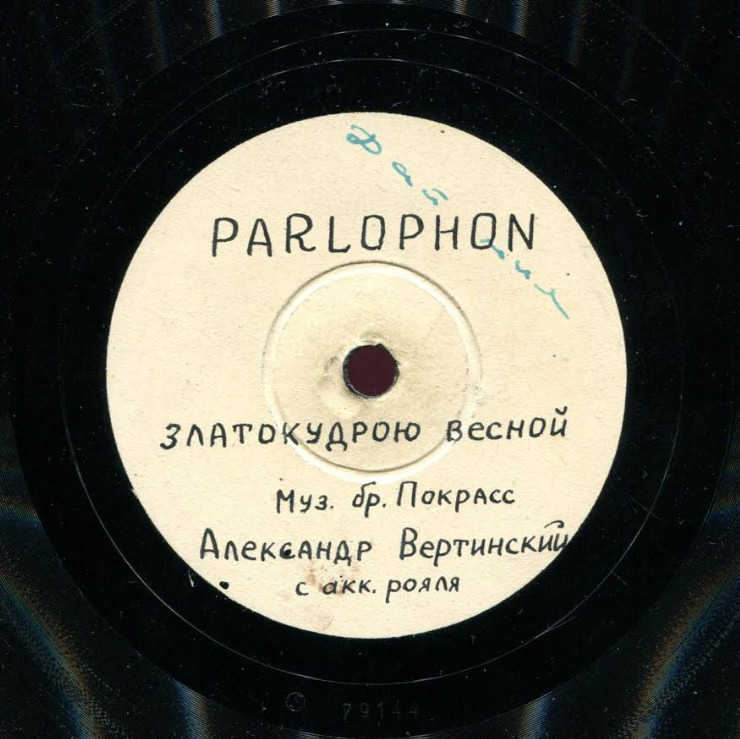 PARLOPHON
ЗЛАТОКУДРОЮ ВЕСНОЙ
Муз. бр. Покрасс
Александр Вертинский
с акк. рояля
79144